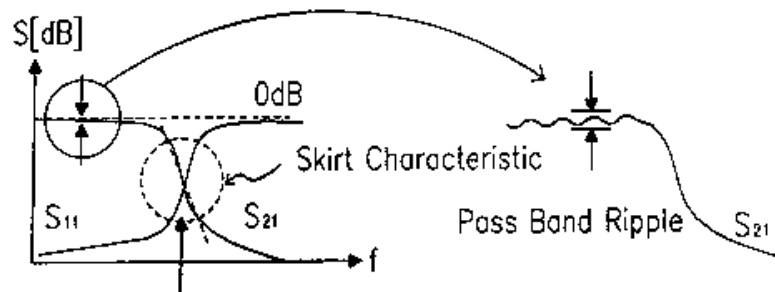 S[dB]
0dB
Skirt Characteristic
S11
S21
f
Pass Band Ripple
S21